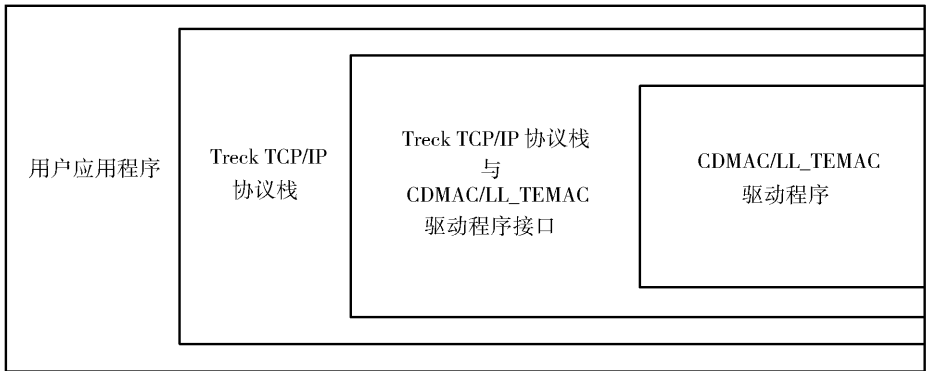 用户应用程序
Treck TCP/IP
协议栈
Treck TCP/IP 协议栈
与
CDMAC/LL_TEMAC
驱动程序接口
CDMAC/LL_TEMAC
驱动程序